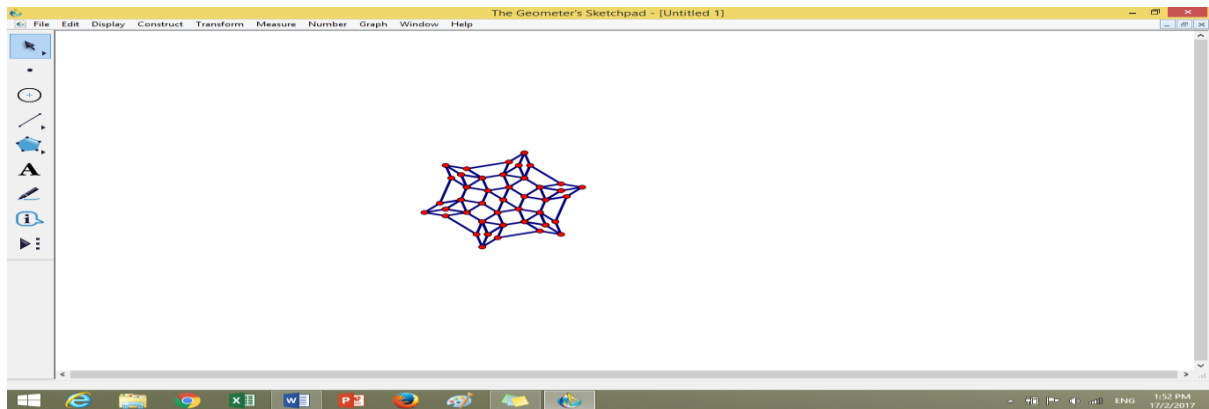 The Geometer's Sketchpad - [Untitled 1]
File Edit Display Construct Transform Measure Number Graph Window Help
A
1:52 PM
ENG
17/2/2017